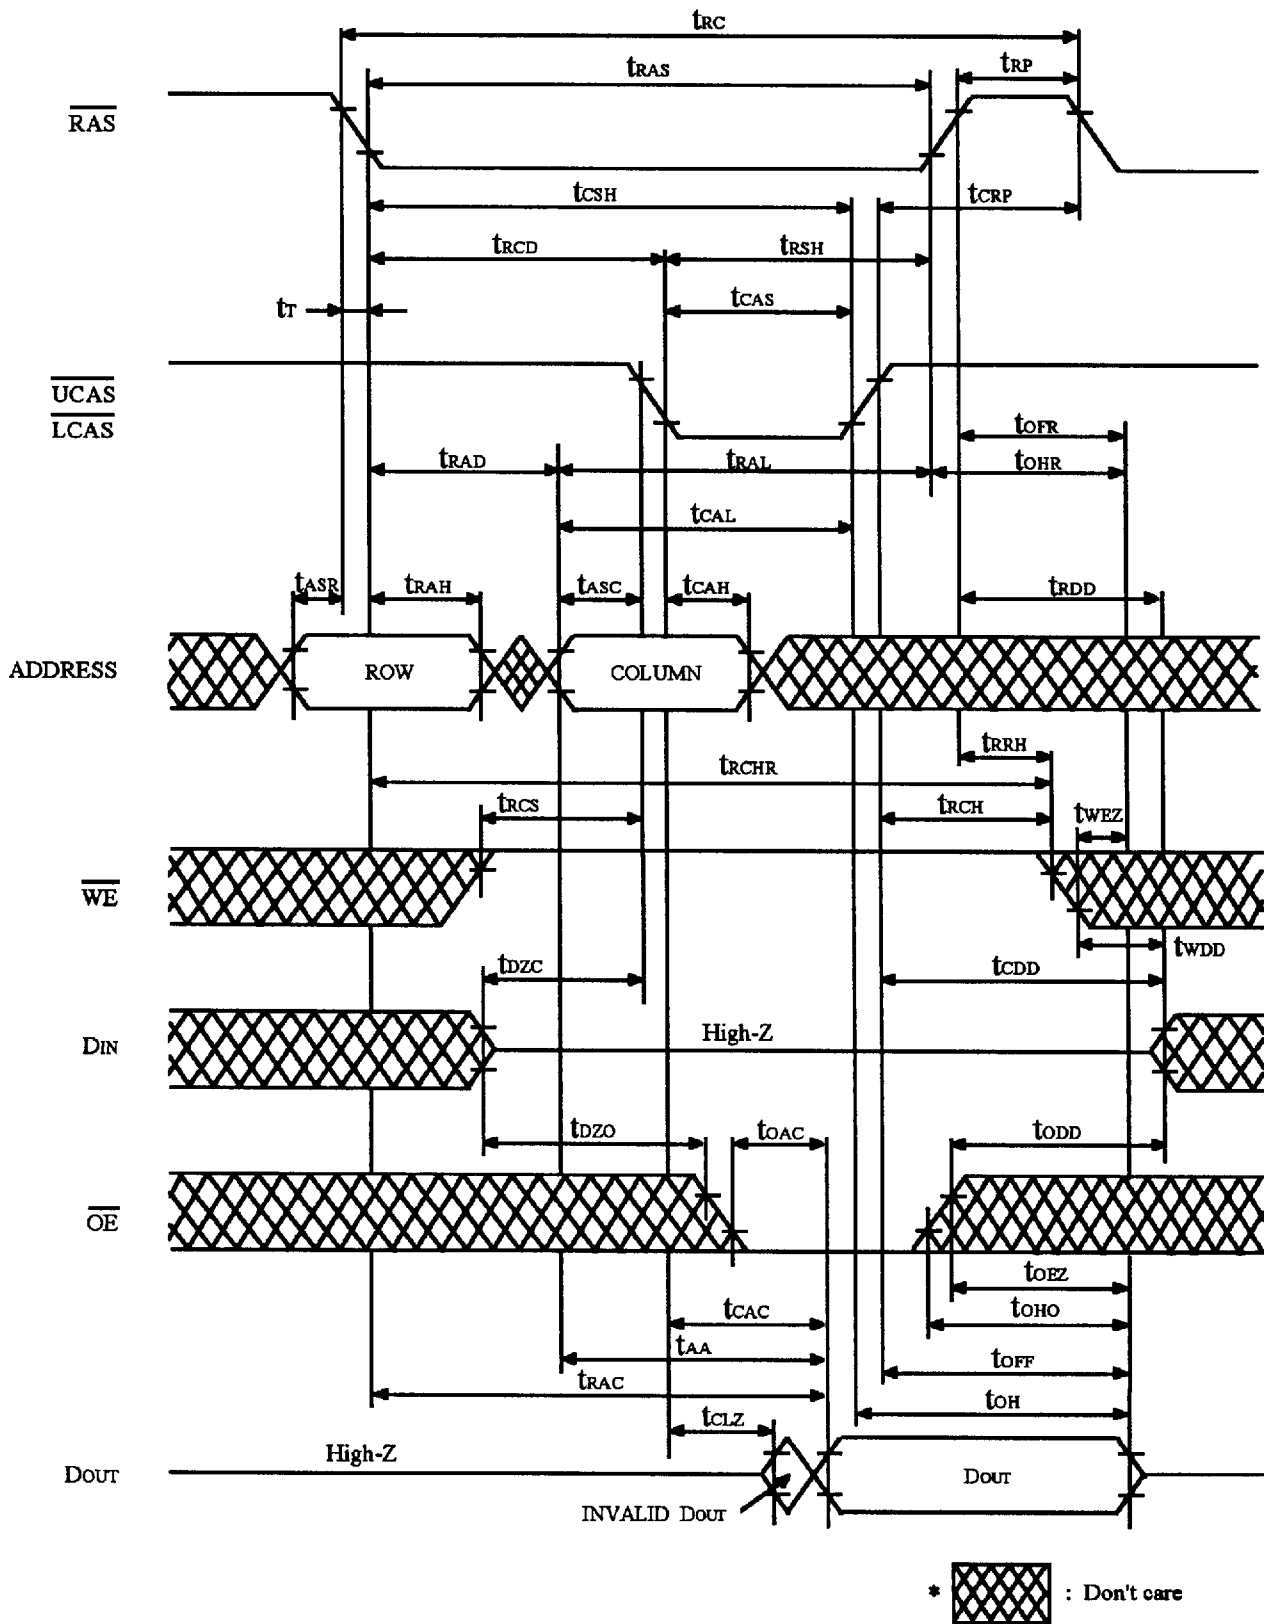 tRC
tRAS
tRP
RAS
tCSH
tCRP
tRCD
tRSH
tT
tCAS
UCAS
LCAS
tOFR
tRAD
tRAL
tOHR
tCAL
tASR
tRAH
tASC
tCAH
tRDD
ADDRESS
ROW
COLUMN
tRRH
tRCHR
tRCS
tRCH
tWEZ
WE
tWDD
tDZC
tCDD
DIN
High-Z
tDZO
tOAC
tODD
OE
tOEZ
tCAC
tOHO
tAA
tOFF
tRAC
tOH
tCLZ
High-Z
DOUT
DOUT
INVALID DOUT
* : Don't care